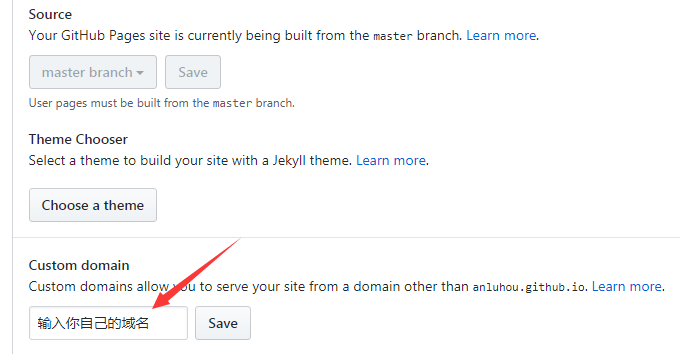 Source
Your GitHub Pages site is currently being built from the master branch. Learn more.
master branch Save
User pages must be built from the master branch.
Theme Chooser
Select a theme to build your site with a Jekyll theme. Learn more.
Choose a theme
Custom domain
Custom domains allow you to serve your site from a domain other than anluhou.github.io. Learn more.
输入你自己的域名 Save